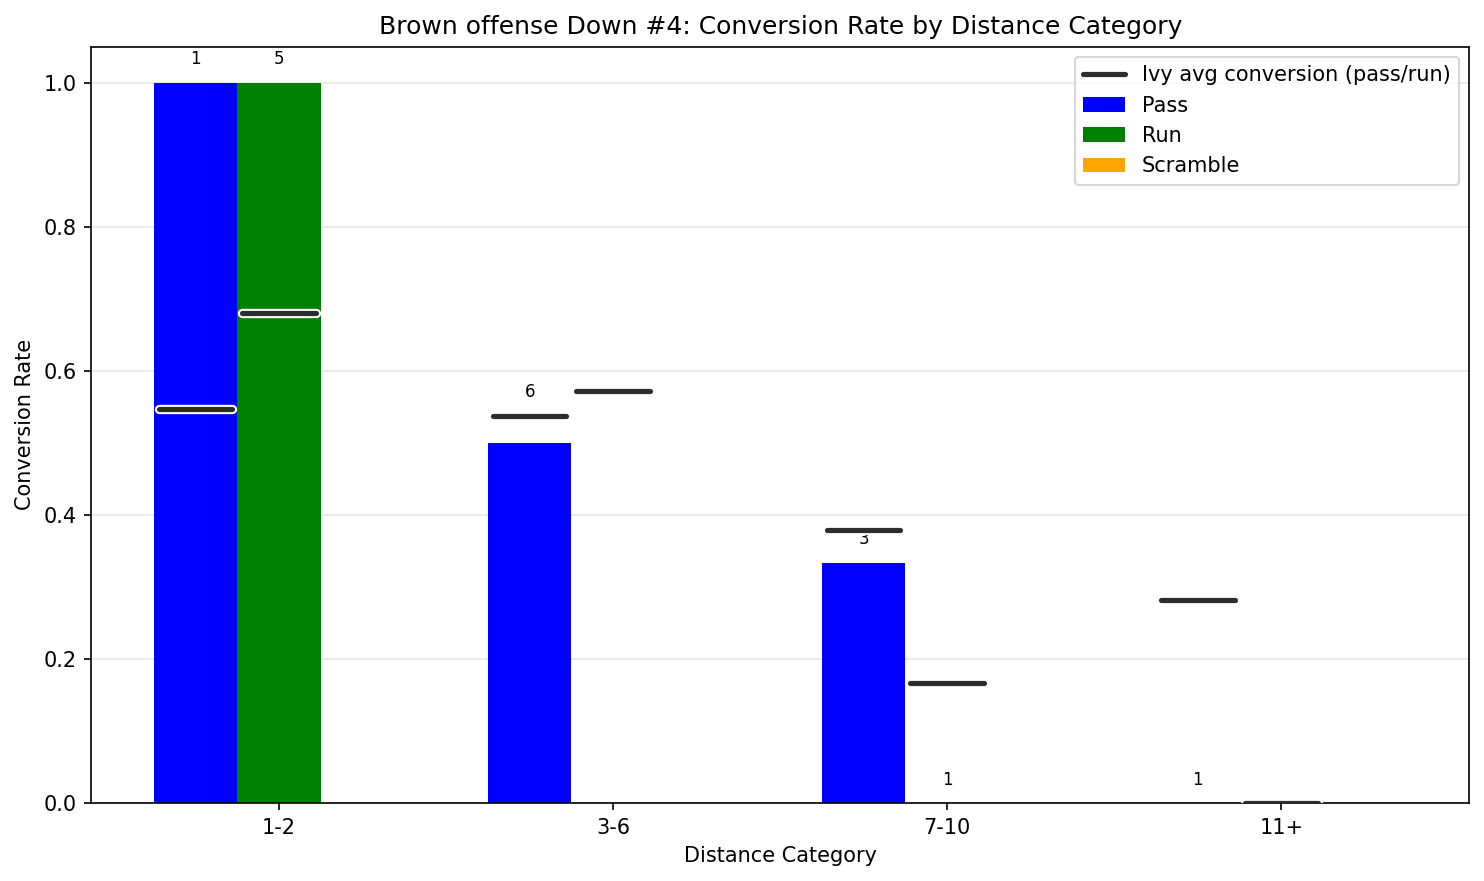 Brown offense Down #4: Conversion Rate by Distance Category
Ivy avg conversion (pass/run)
Pass
Run
Scramble
1 5
6
3
1 1
Conversion Rate
1.0
0.8
0.6
0.4
0.2
0.0
1-2 3-6 7-10 11+
Distance Category